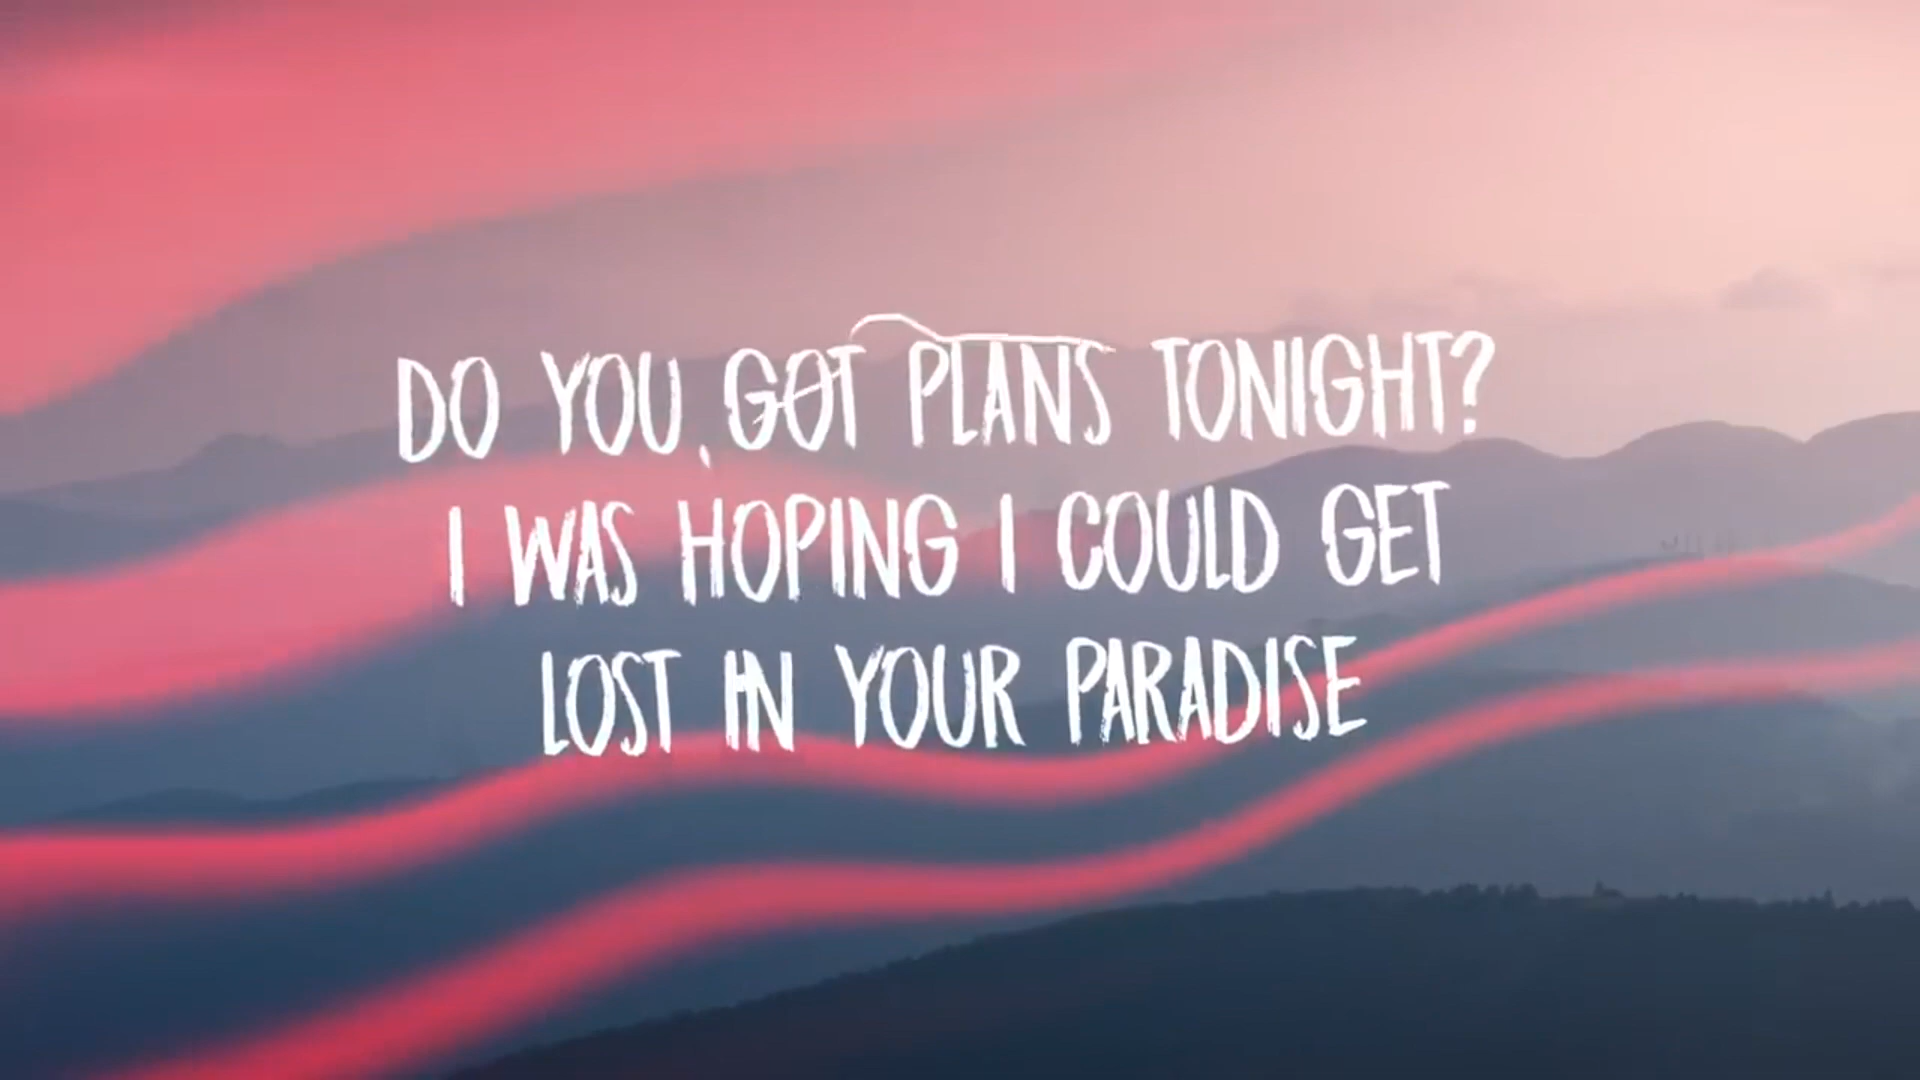 DO YOU GOT PLANS TONIGHT?
I WAS HOPING I COULD GET
LOST IN YOUR PARADISE